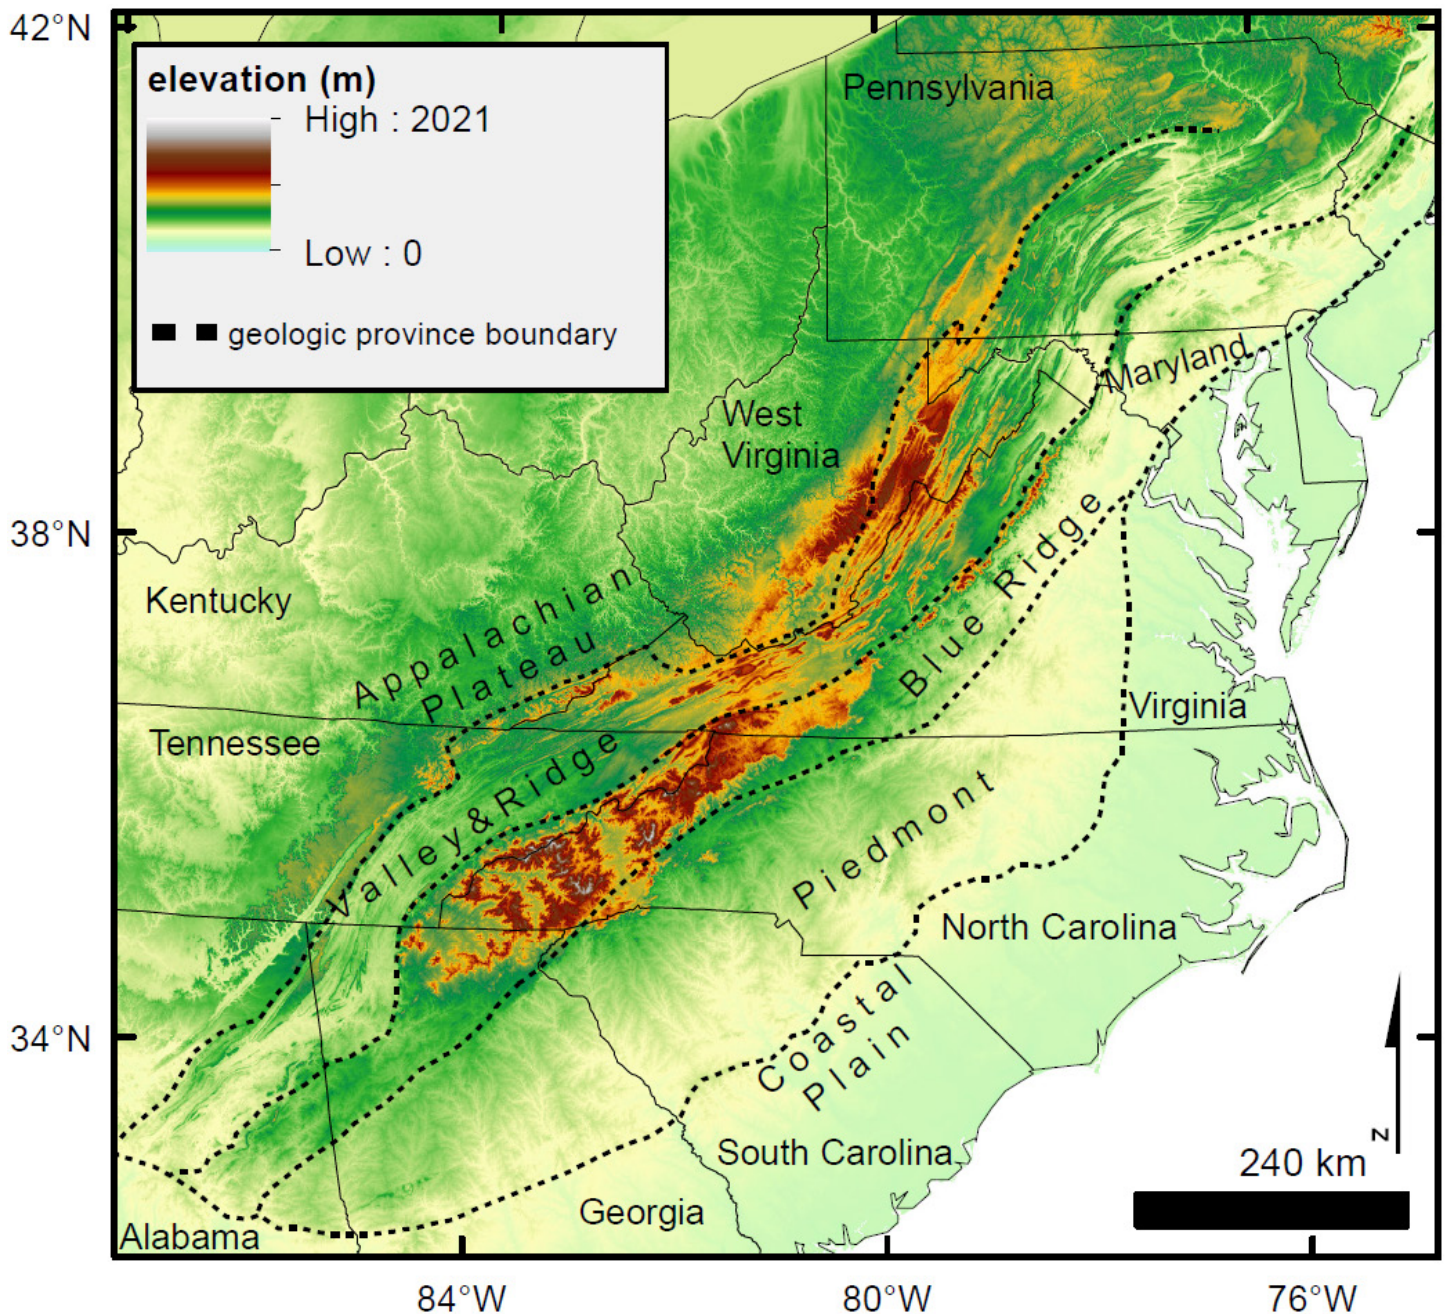 42°N
elevation (m)
High : 2021
Low : 0
geologic province boundary
Pennsylvania
Maryland
West
Virginia
38°N
Kentucky
Appalachian
Plateau
Blue Ridge
Virginia
Tennessee
Valley&Ridge
Piedmont
North Carolina
34°N
Coastal
Plain
South Carolina
Georgia
Alabama
N
240 km
84°W
80°W
76°W